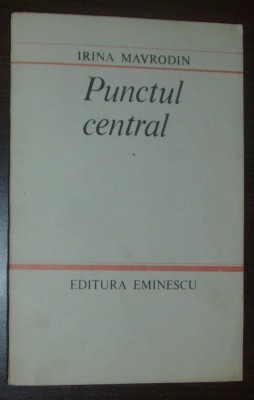 IRINA MAVRODIN
Punctul
central
EDITURA EMINESCU